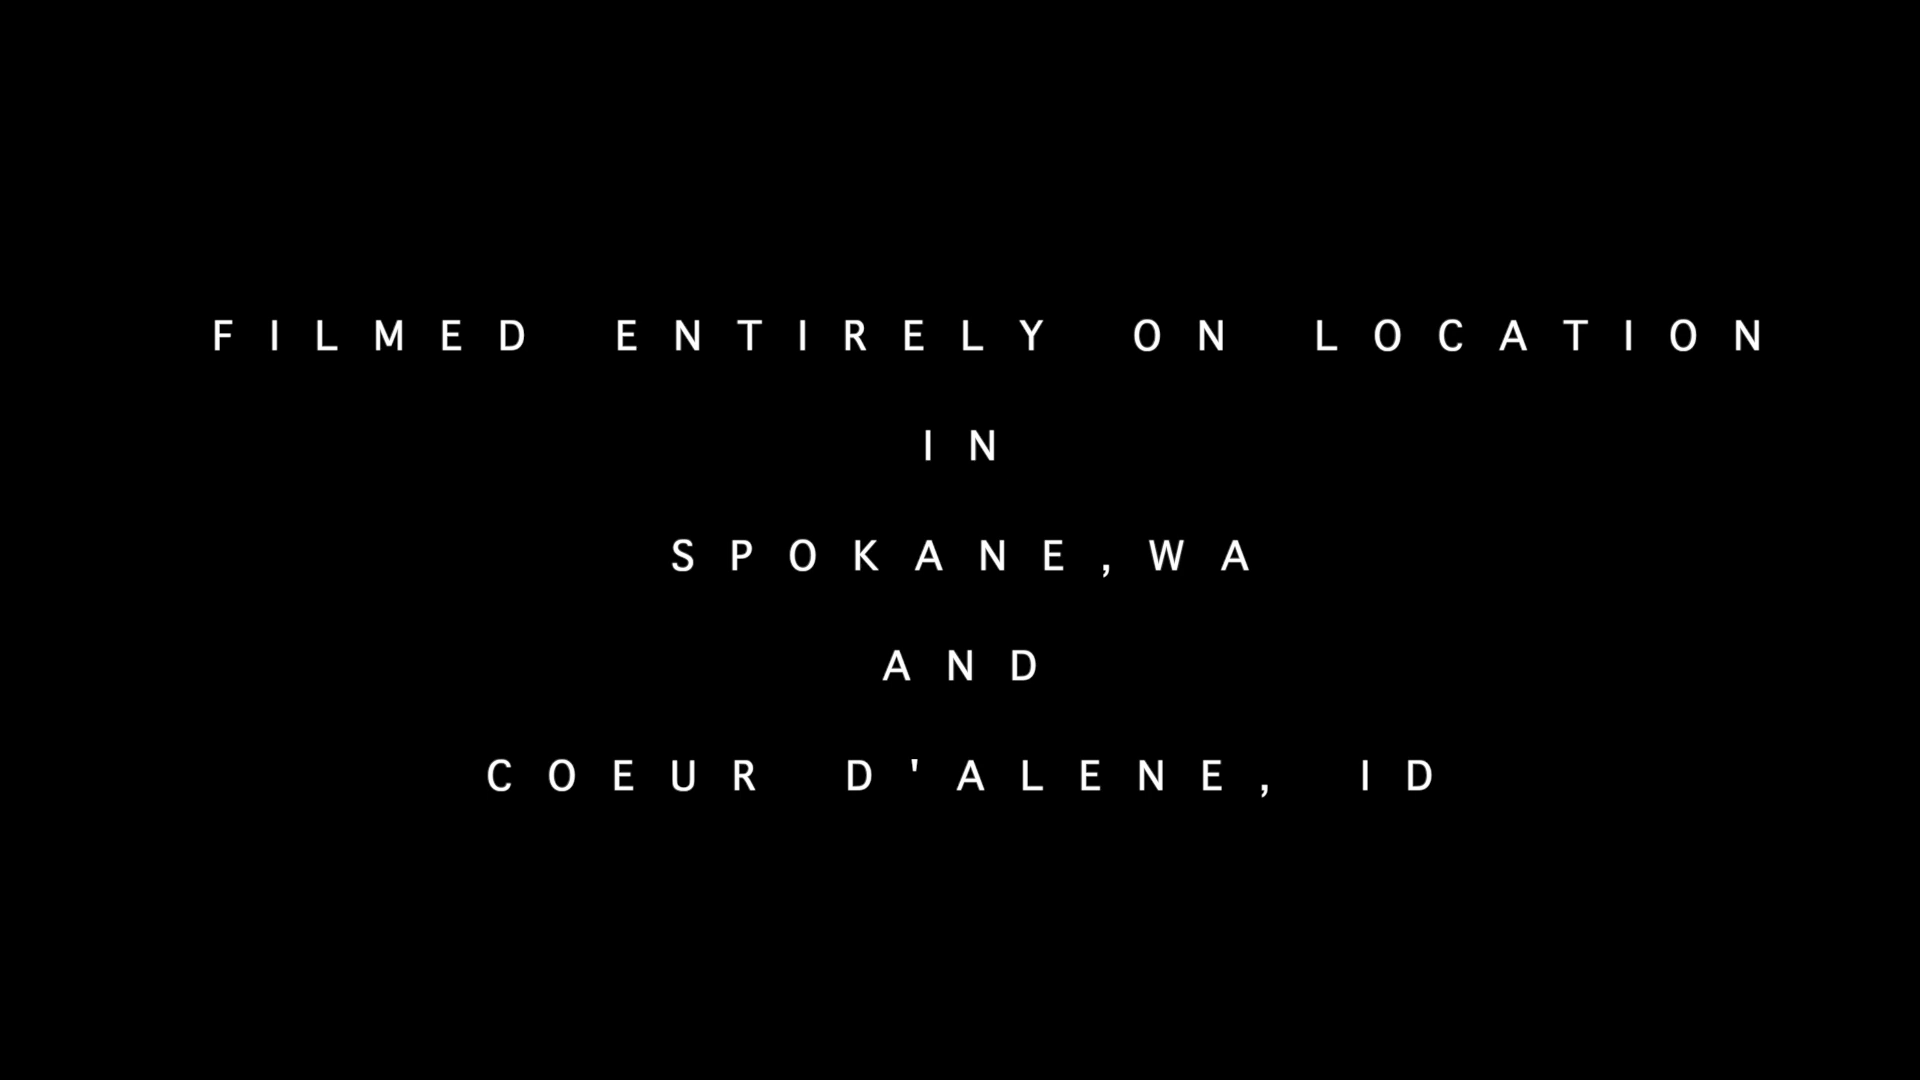 FILMED ENTIRELY ON LOCATION
IN
SPOKANE,WA
AND
COEUR D'ALENE, ID